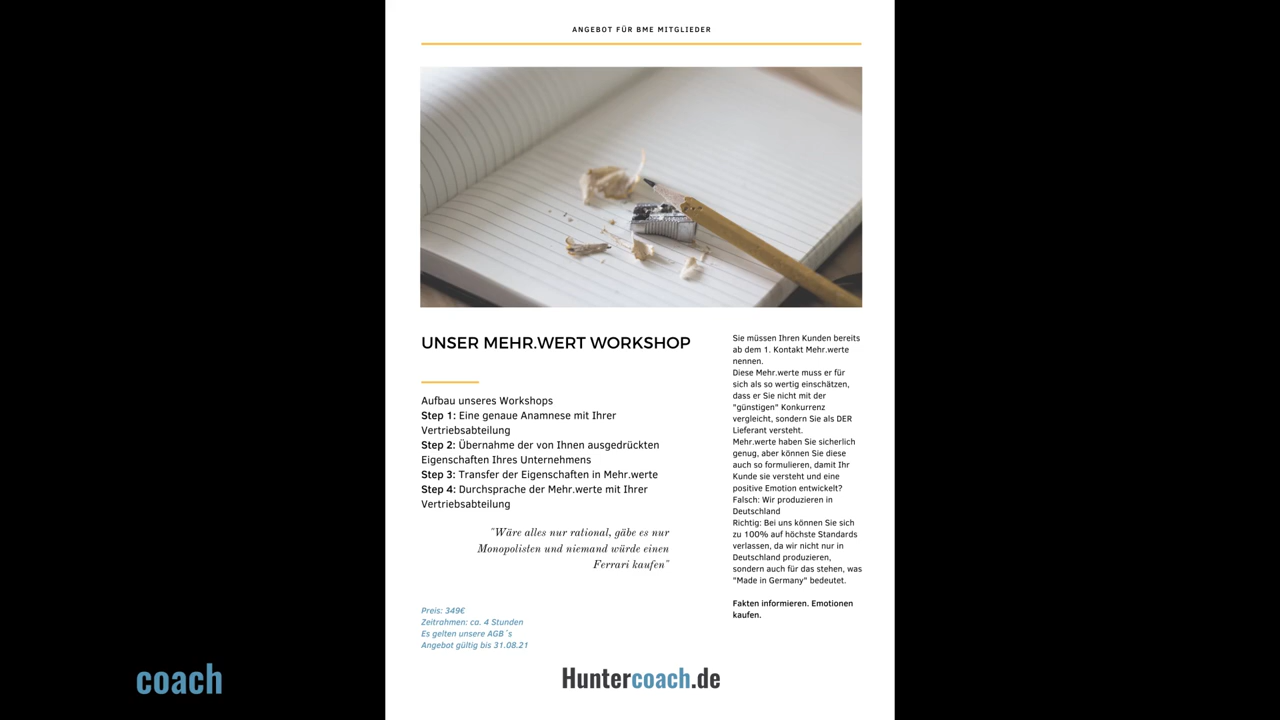 ANGEBOT FÜR BME MITGLIEDER
UNSER MEHR.WERT WORKSHOP
Aufbau unseres Workshops
Step 1: Eine genaue Anamnese mit Ihrer
Vertriebsabteilung
Step 2: Übernahme der von Ihnen ausgedrückten
Eigenschaften Ihres Unternehmens
Step 3: Transfer der Eigenschaften in Mehr.werte
Step 4: Durchsprache der Mehr.werte mit Ihrer
Vertriebsabteilung
"Wäre alles nur rational, gäbe es nur
Monopolisten und niemand würde einen
Ferrari kaufen"
Preis: 349€
Zeitrahmen: ca. 4 Stunden
Es gelten unsere AGB´s
Angebot gültig bis 31.08.21
Sie müssen Ihren Kunden bereits
ab dem 1. Kontakt Mehr.werte
nennen.
Diese Mehr.werte muss er für
sich als so wertig einschätzen,
dass er Sie nicht mit der
"günstigen" Konkurrenz
vergleicht, sondern Sie als DER
Lieferant versteht.
Mehr.werte haben Sie sicherlich
genug, aber können Sie diese
auch so formulieren, damit Ihr
Kunde sie versteht und eine
positive Emotion entwickelt?
Falsch: Wir produzieren in
Deutschland
Richtig: Bei uns können Sie sich
zu 100% auf höchste Standards
verlassen, da wir nicht nur in
Deutschland produzieren,
sondern auch für das stehen, was
"Made in Germany" bedeutet.
Fakten informieren. Emotionen
kaufen.
coach
Huntercoach.de